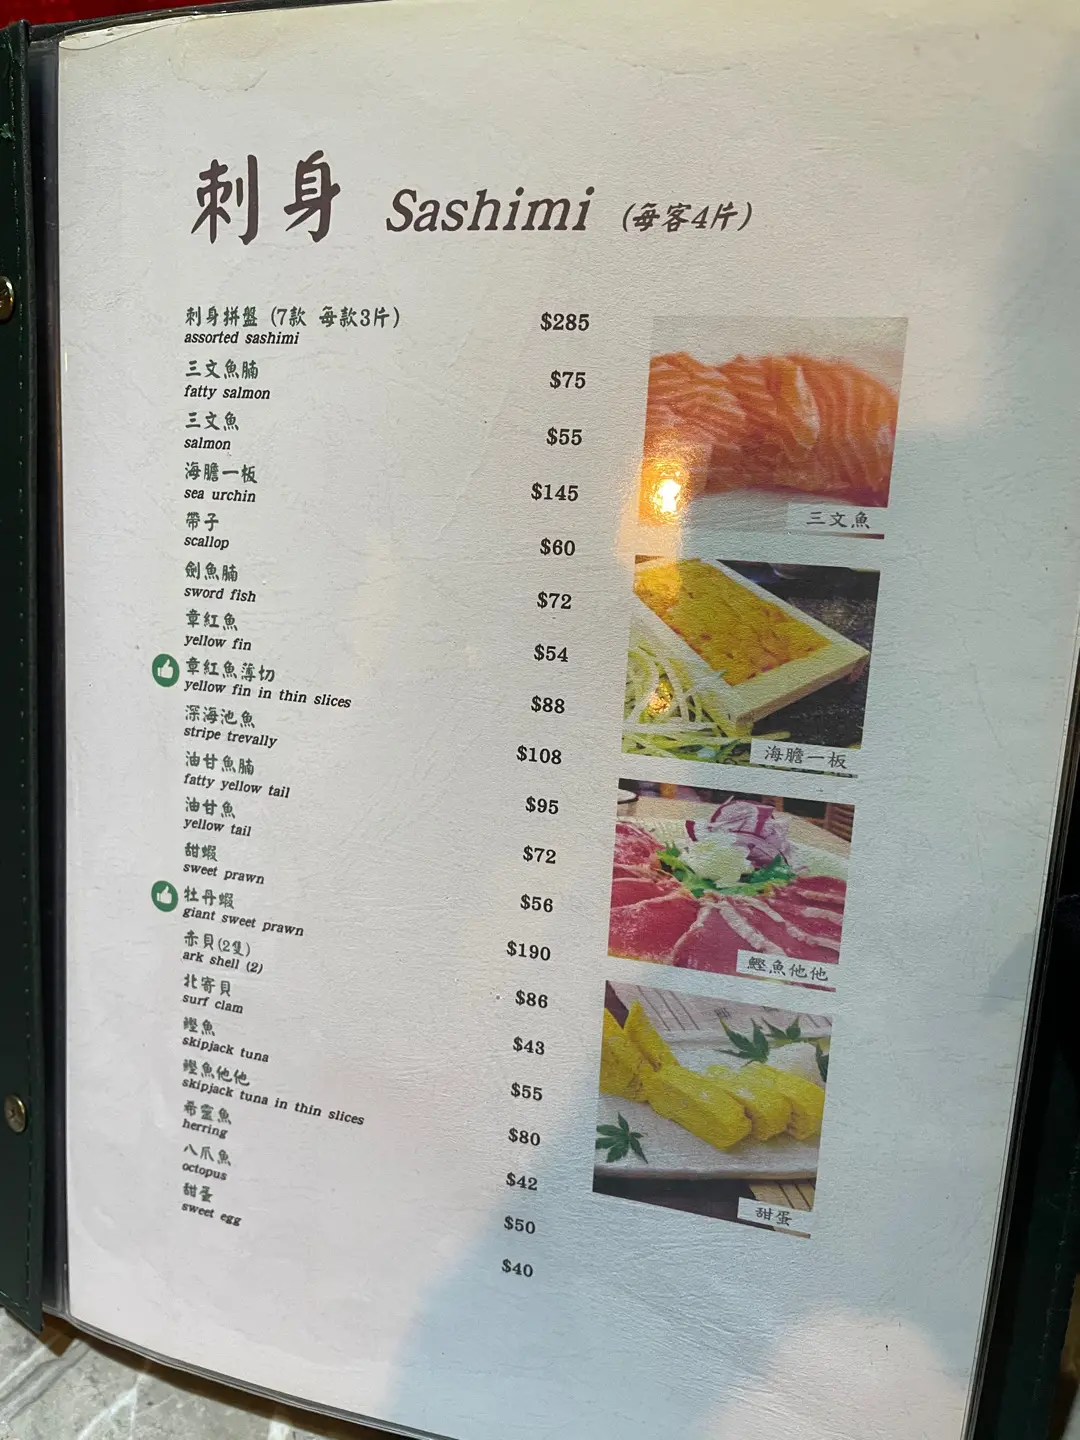 刺身 Sashimi (每客4片)
刺身拼盤 (7款 每款3片) $285
assorted sashimi
三文魚腩 $75
fatty salmon
三文魚 $55
salmon
海膽一板 $145
sea urchin
帶子 $60
scallop
劍魚腩 $72
sword fish
章紅魚 $54
yellow fin
章紅魚薄切 $88
yellow fin in thin slices
深海池魚 $108
stripe trevally
油甘魚腩 $95
fatty yellow tail
油甘魚 $72
yellow tail
甜蝦 $56
sweet prawn
牡丹蝦 $190
giant sweet prawn
赤貝(2隻) $86
ark shell (2)
北寄貝 $43
surf clam
鰹魚 $55
skipjack tuna
鰹魚他他 $80
skipjack tuna in thin slices
希靈魚 $42
herring
八爪魚 $50
octopus
甜蛋 $40
sweet egg
三文魚
海膽一板
鰹魚他他
甜蛋